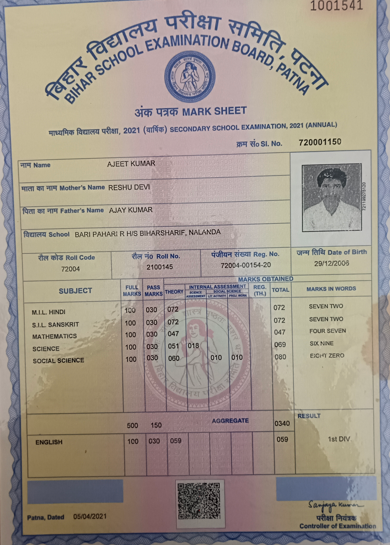 1001541
बिहार विद्यालय परीक्षा समिति, पटना
BIHAR SCHOOL EXAMINATION BOARD, PATNA
अंक पत्रक MARK SHEET
माध्यमिक विद्यालय परीक्षा, 2021 (वार्षिक) SECONDARY SCHOOL EXAMINATION, 2021 (ANNUAL)
क्रम सं० Sl. No. 720001150
नाम Name AJEET KUMAR
माता का नाम Mother's Name RESHU DEVI
पिता का नाम Father's Name AJAY KUMAR
विद्यालय School BARI PAHARI R H/S BIHARSHARIF, NALANDA
रौल कोड Roll Code रौल न० Roll No. पंजीयन संख्या Reg. No. जन्म तिथि Date of Birth
72004 2100145 72004-00154-20 29/12/2006
MARKS OBTAINED
SUBJECT FULL MARKS PASS MARKS THEORY INTERNAL ASSESSMENT REG. (TH.) TOTAL MARKS IN WORDS
SCIENCE SOCIAL SCIENCE
M.I.L. HINDI 100 030 072 072 SEVEN TWO
S.I.L. SANSKRIT 100 030 072 072 SEVEN TWO
MATHEMATICS 100 030 047 047 FOUR SEVEN
SCIENCE 100 030 051 018 069 SIX NINE
SOCIAL SCIENCE 100 030 060 010 010 080 EIGHT ZERO
500 150 AGGREGATE 0340 RESULT
ENGLISH 100 030 059 059 1st DIV.
Patna, Dated 05/04/2021
Sanjay Kumar
परीक्षा नियंत्रक
Controller of Examination